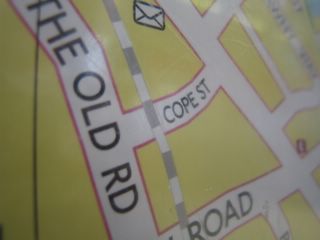 THE OLD RD
COPE ST
ROAD